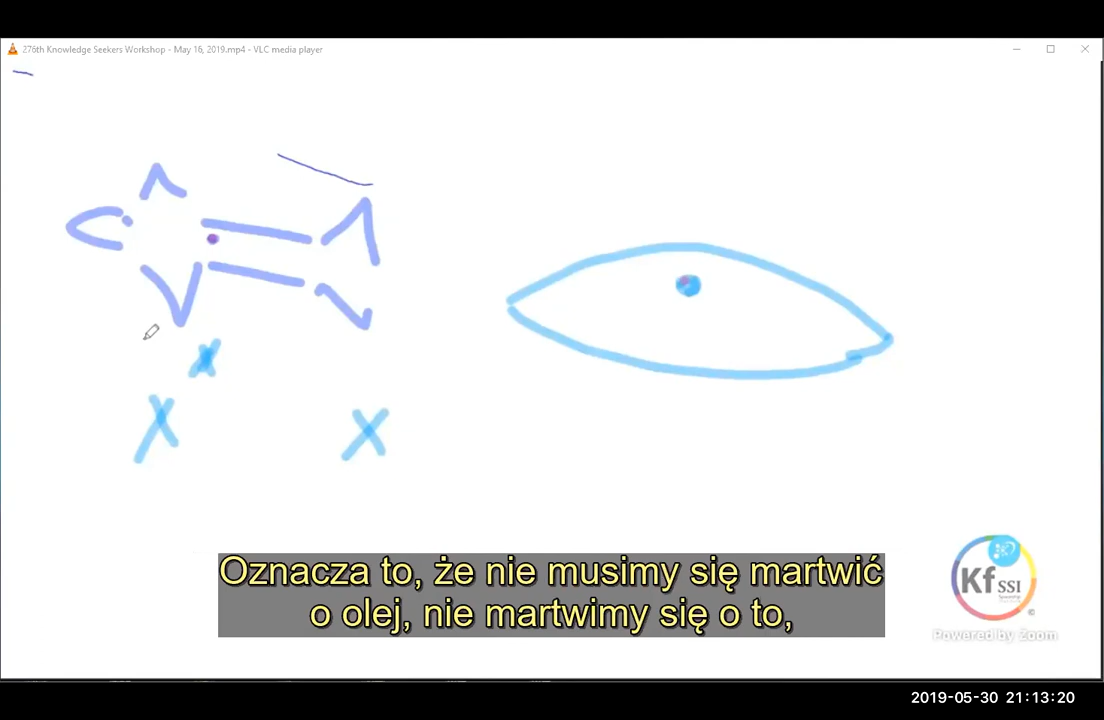 276th Knowledge Seekers Workshop - May 16, 2019.mp4 - VLC media player
Oznacza to, że nie musimy się martwić
o olej, nie martwimy się o to,
Kf SSI
Powered by Zoom
2019-05-30 21:13:20